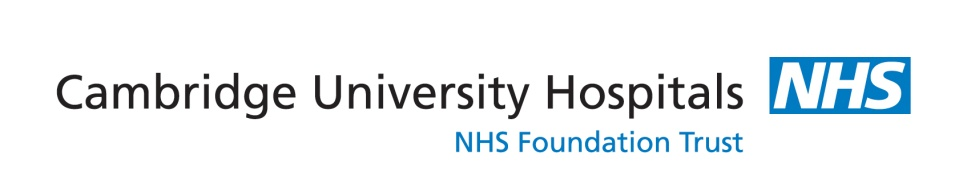 Cambridge University Hospitals NHS
NHS Foundation Trust